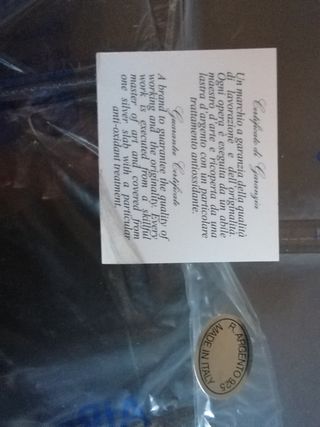 Certificato di Garanzia
Un marchio a garanzia della qualità
di lavorazione e dell'originalità.
Ogni opera è eseguita da un abile
maestro d'arte e ricoperta da una
lastra d'argento con un particolare
trattamento antiossidante.
Guarantee Certificate
A brand to guarantee the quality of
working and the originality. Every
work is executed from a skillful
master of art and covered from
one silver slab with a particular
anti-oxidant treatment.
R. ARGENTO 925
MADE IN ITALY